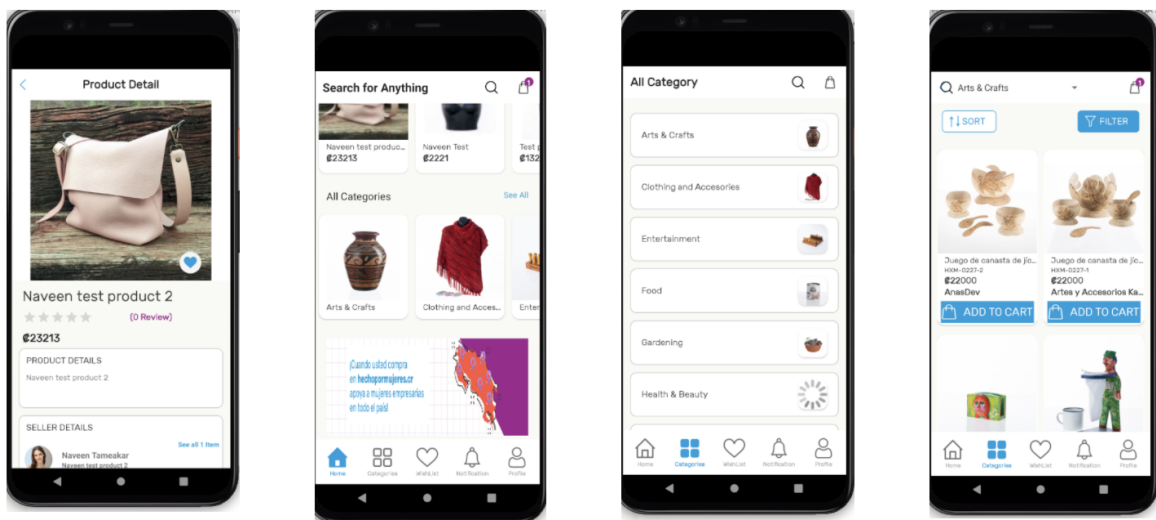 Product Detail
Naveen test product 2
(0 Review)
₡23213
PRODUCT DETAILS
Naveen test product 2
SELLER DETAILS
See all 1 Item
Naveen Tameakar
Naveen test product 2
Search for Anything
1
Naveen test produc...
₡23213
Naveen Test
₡2221
Test
₡132
All Categories
See All
Arts & Crafts
Clothing and Acces...
Enter
¡Cuando usted compra
en hechopormujeres.cr
apoya a mujeres empresarias
en todo el país!
Home
Categories
WishList
Notification
Profile
All Category
Arts & Crafts
Clothing and Accesories
Entertainment
Food
Gardening
Health & Beauty
Home
Categories
WishList
Notification
Profile
Arts & Crafts
1
SORT
FILTER
Juego de canasta de jíc...
HXM-0227-2
₡22000
AnasDev
ADD TO CART
Juego de canasta de jíc...
HXM-0227-1
₡22000
Artes y Accesorios Ka...
ADD TO CART
Home
Categories
WishList
Notification
Profile